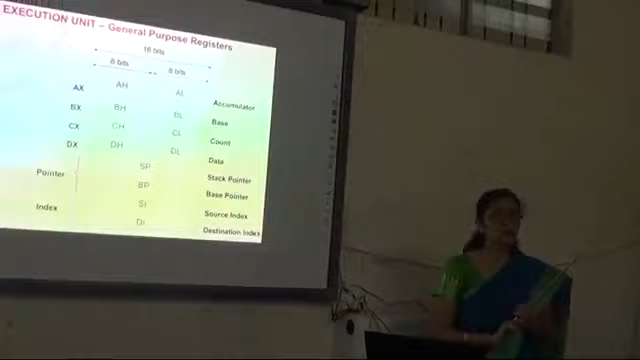 EXECUTION UNIT – General Purpose Registers
16 bits
8 bits 8 bits
AX AH AL Accumulator
BX BH BL Base
CX CH CL Count
DX DH DL Data
SP Stack Pointer
Pointer
BP Base Pointer
Index SI Source Index
DI Destination Index